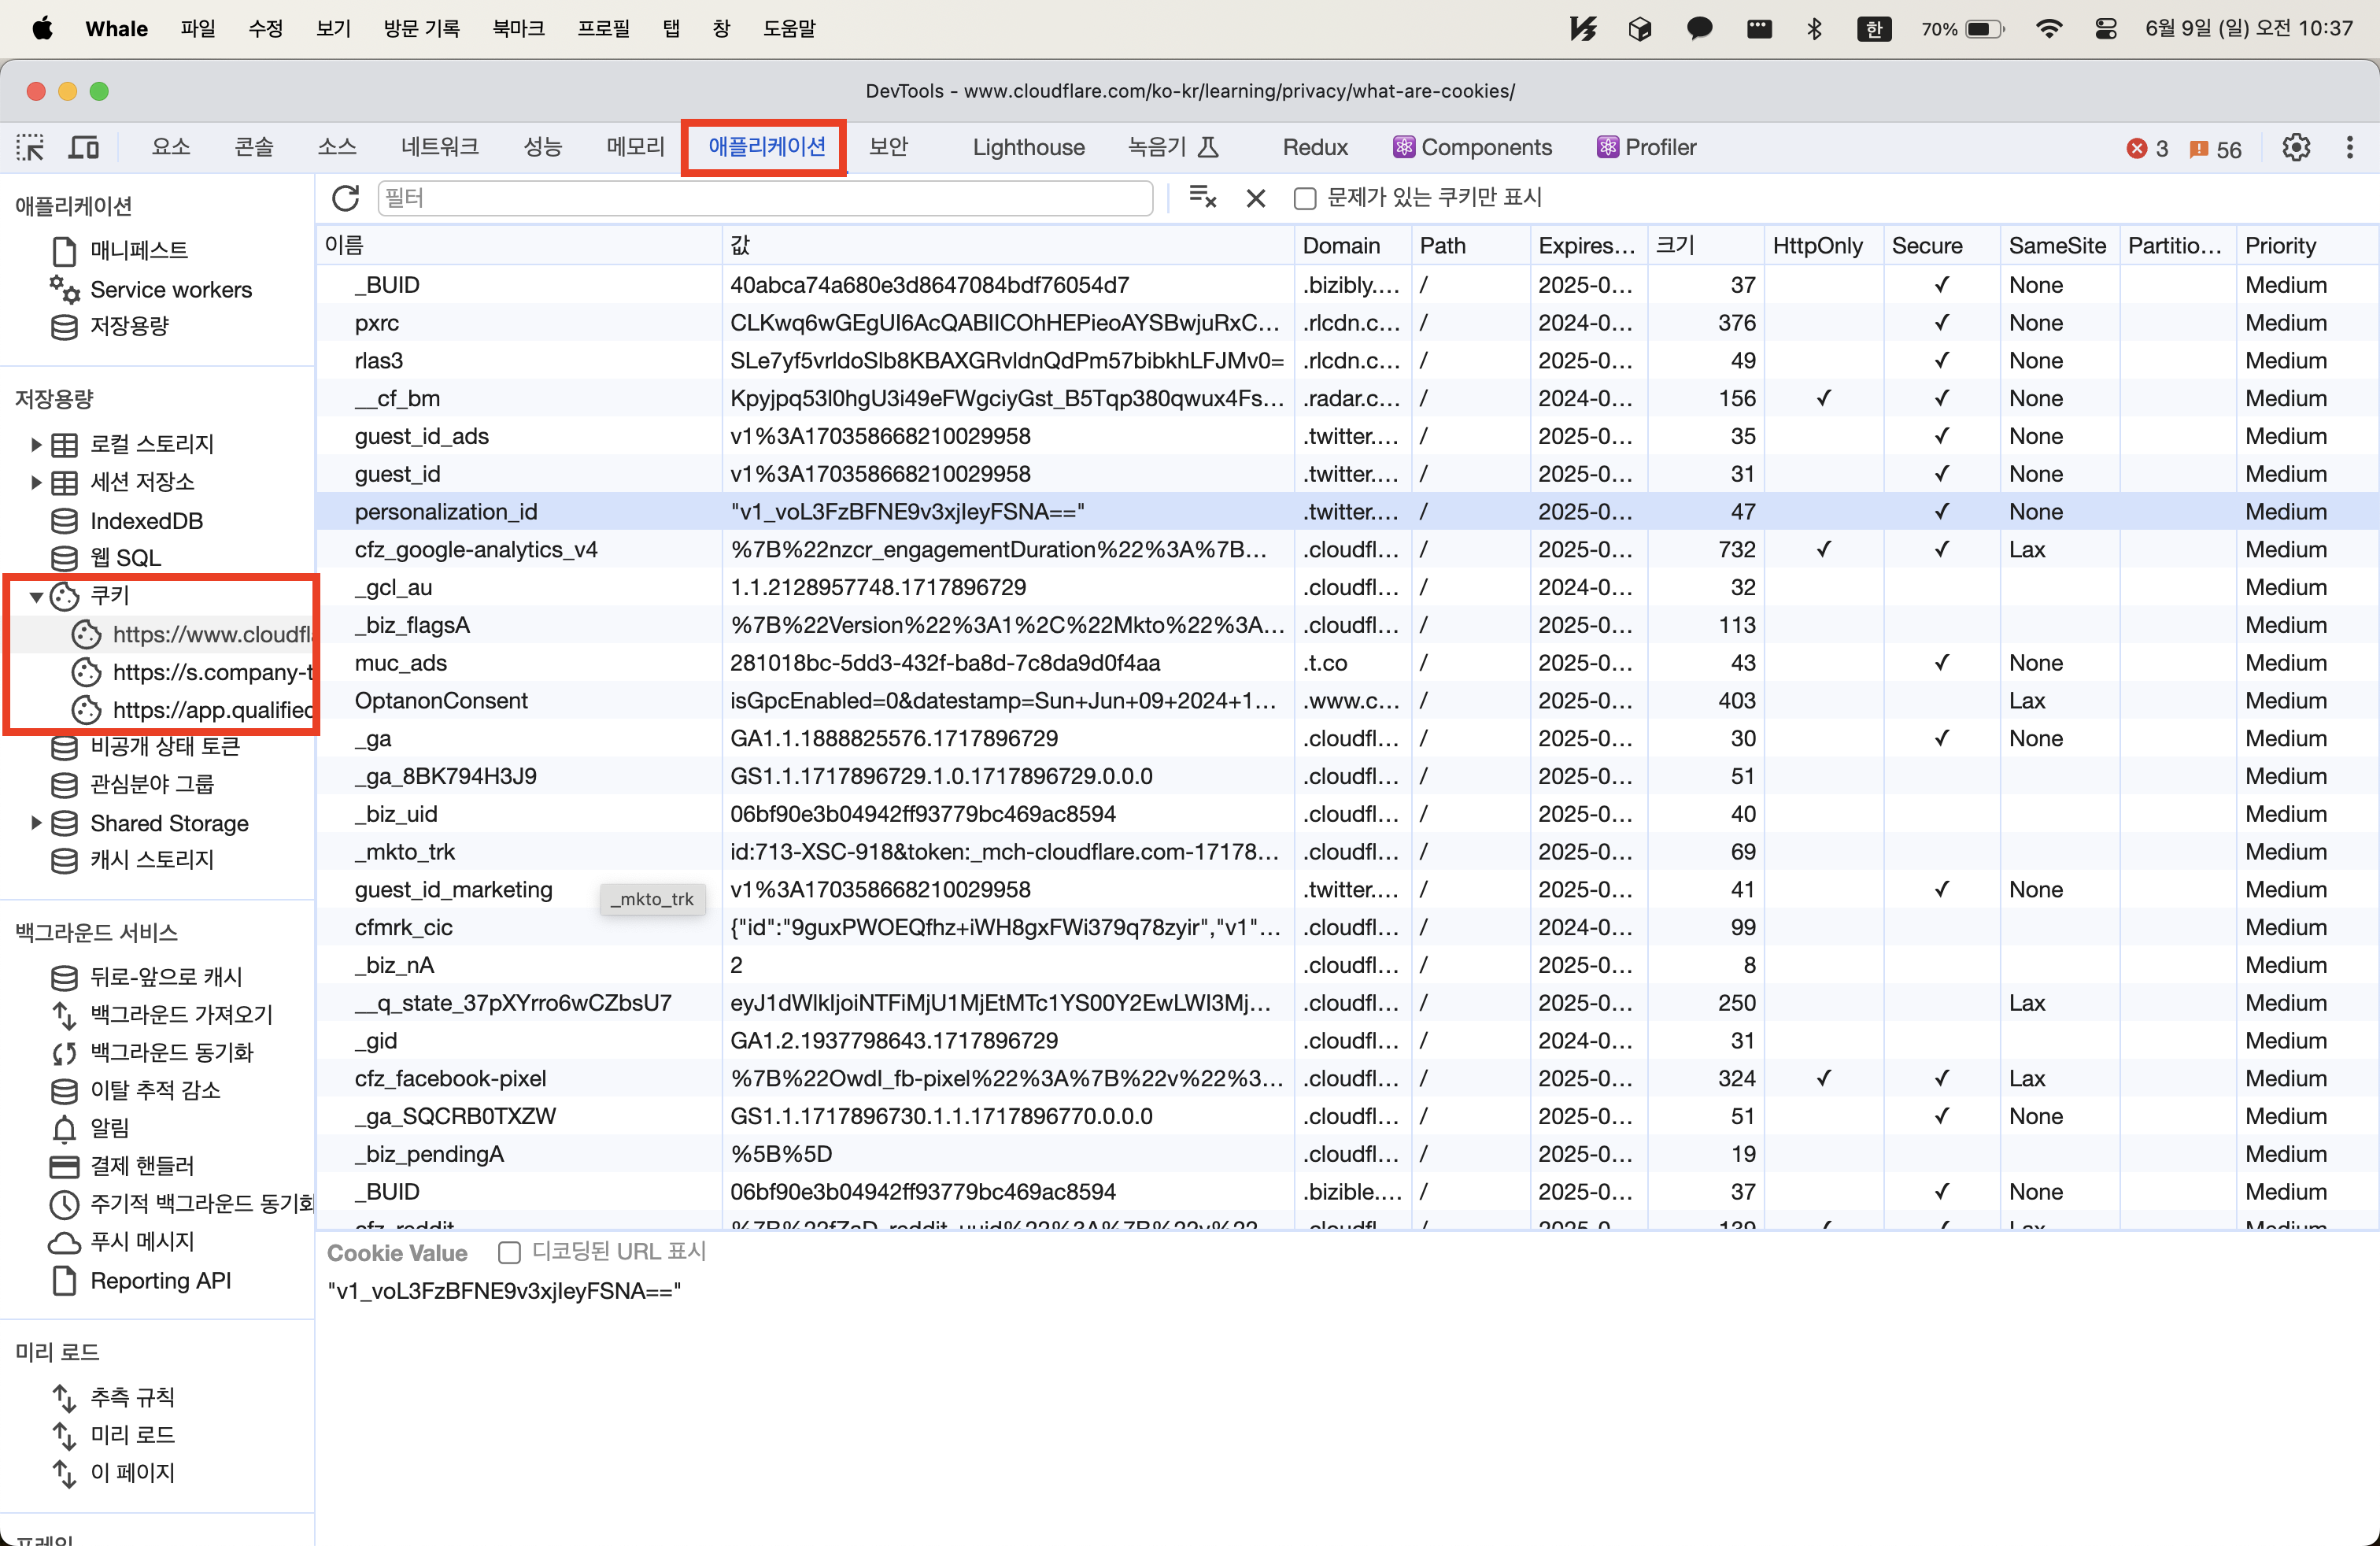 Whale 파일 수정 보기 방문 기록 북마크 프로필 탭 창 도움말 한 70% 6월 9일 (일) 오전 10:37
DevTools - www.cloudflare.com/ko-kr/learning/privacy/what-are-cookies/
요소 콘솔 소스 네트워크 성능 메모리 애플리케이션 보안 Lighthouse 녹음기 Redux Components Profiler 3 56
애플리케이션
매니페스트
Service workers
저장용량
저장용량
로컬 스토리지
세션 저장소
IndexedDB
웹 SQL
쿠키
https://www.cloudfl
https://s.company-t
https://app.qualified
비공개 상태 토큰
관심분야 그룹
Shared Storage
캐시 스토리지
백그라운드 서비스
뒤로-앞으로 캐시
백그라운드 가져오기
백그라운드 동기화
이탈 추적 감소
알림
결제 핸들러
주기적 백그라운드 동기화
푸시 메시지
Reporting API
미리 로드
추측 규칙
미리 로드
이 페이지
프레임
필터 문제가 있는 쿠키만 표시
이름 값 Domain Path Expires... 크기 HttpOnly Secure SameSite Partitio... Priority
_BUID 40abca74a680e3d8647084bdf76054d7 .bizibly.... / 2025-0... 37 ✓ None Medium
pxrc CLKwq6wGEgUI6AcQABIICOhHEPieoAYSBwjuRxC... .rlcdn.c... / 2024-0... 376 ✓ None Medium
rlas3 SLe7yf5vrldoSlb8KBAXGRvldnQdPm57bibkhLFJMv0= .rlcdn.c... / 2025-0... 49 ✓ None Medium
__cf_bm Kpyjpq53l0hgU3i49eFWgciyGst_B5Tqp380qwux4Fs... .radar.c... / 2024-0... 156 ✓ ✓ None Medium
guest_id_ads v1%3A170358668210029958 .twitter.... / 2025-0... 35 ✓ None Medium
guest_id v1%3A170358668210029958 .twitter.... / 2025-0... 31 ✓ None Medium
personalization_id "v1_voL3FzBFNE9v3xjIeyFSNA==" .twitter.... / 2025-0... 47 ✓ None Medium
cfz_google-analytics_v4 %7B%22nzcr_engagementDuration%22%3A%7B... .cloudfl... / 2025-0... 732 ✓ ✓ Lax Medium
_gcl_au 1.1.2128957748.1717896729 .cloudfl... / 2024-0... 32 Medium
_biz_flagsA %7B%22Version%22%3A1%2C%22Mkto%22%3A... .cloudfl... / 2025-0... 113 Medium
muc_ads 281018bc-5dd3-432f-ba8d-7c8da9d0f4aa .t.co / 2025-0... 43 ✓ None Medium
OptanonConsent isGpcEnabled=0&datestamp=Sun+Jun+09+2024+1... .www.c... / 2025-0... 403 Lax Medium
_ga GA1.1.1888825576.1717896729 .cloudfl... / 2025-0... 30 ✓ None Medium
_ga_8BK794H3J9 GS1.1.1717896729.1.0.1717896729.0.0.0 .cloudfl... / 2025-0... 51 Medium
_biz_uid 06bf90e3b04942ff93779bc469ac8594 .cloudfl... / 2025-0... 40 Medium
_mkto_trk id:713-XSC-918&token:_mch-cloudflare.com-17178... .cloudfl... / 2025-0... 69 Medium
guest_id_marketing v1%3A170358668210029958 .twitter.... / 2025-0... 41 ✓ None Medium
_mkto_trk
cfmrk_cic {"id":"9guxPWOEQfhz+iWH8gxFWi379q78zyir","v1"... .cloudfl... / 2024-0... 99 Medium
_biz_nA 2 .cloudfl... / 2025-0... 8 Medium
__q_state_37pXYrro6wCZbsU7 eyJ1dWlkIjoiNTFiMjU1MjEtMTc1YS00Y2EwLWI3Mj... .cloudfl... / 2025-0... 250 Lax Medium
_gid GA1.2.1937798643.1717896729 .cloudfl... / 2024-0... 31 Medium
cfz_facebook-pixel %7B%22OwdI_fb-pixel%22%3A%7B%22v%22%3... .cloudfl... / 2025-0... 324 ✓ ✓ Lax Medium
_ga_SQCRB0TXZW GS1.1.1717896730.1.1.1717896770.0.0.0 .cloudfl... / 2025-0... 51 ✓ None Medium
_biz_pendingA %5B%5D .cloudfl... / 2025-0... 19 Medium
_BUID 06bf90e3b04942ff93779bc469ac8594 .bizible.... / 2025-0... 37 ✓ None Medium
cfz_reddit %7B%22fZaD_reddit_uuid%22%3A%7B%22v%22... .cloudfl... / 2025-0... 139 ✓ ✓ Lax Medium
Cookie Value 디코딩된 URL 표시
"v1_voL3FzBFNE9v3xjIeyFSNA=="